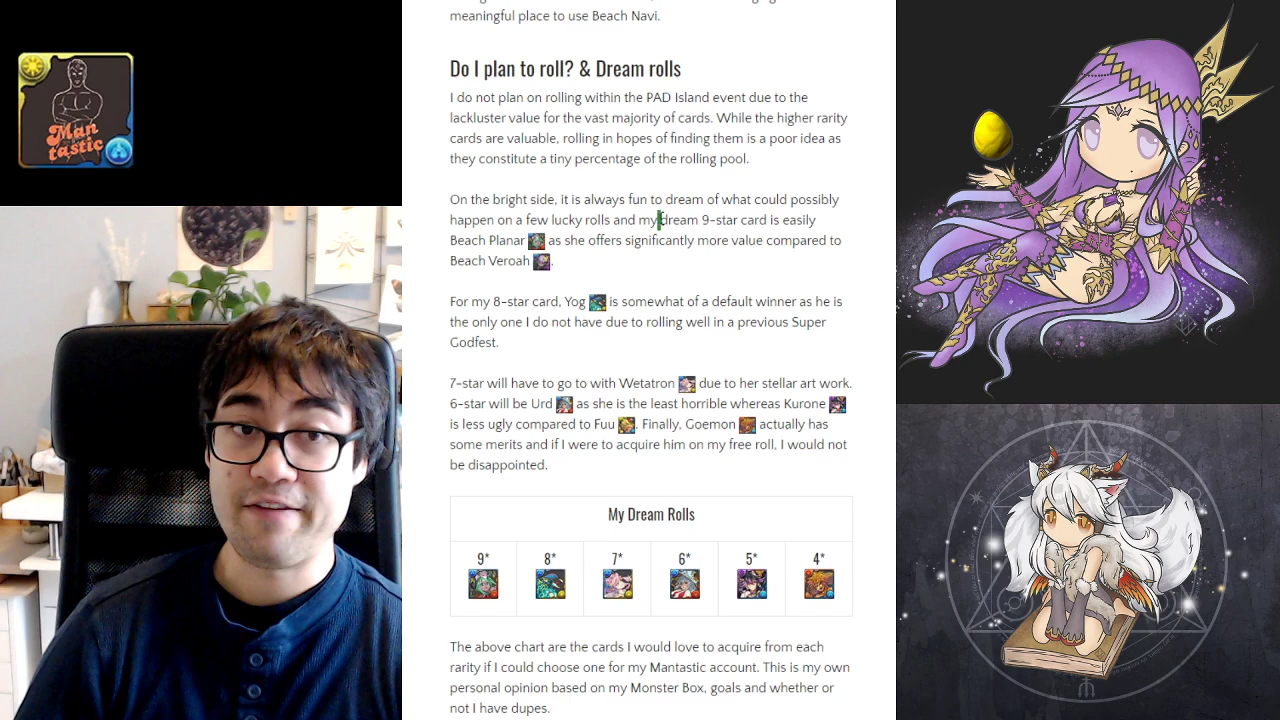 Man
tastic
meaningful place to use Beach Navi.
Do I plan to roll? & Dream rolls
I do not plan on rolling within the PAD Island event due to the
lackluster value for the vast majority of cards. While the higher rarity
cards are valuable, rolling in hopes of finding them is a poor idea as
they constitute a tiny percentage of the rolling pool.
On the bright side, it is always fun to dream of what could possibly
happen on a few lucky rolls and my dream 9-star card is easily
Beach Planar as she offers significantly more value compared to
Beach Veroah .
For my 8-star card, Yog is somewhat of a default winner as he is
the only one I do not have due to rolling well in a previous Super
Godfest.
7-star will have to go to with Wetatron due to her stellar art work.
6-star will be Urd as she is the least horrible whereas Kurone
is less ugly compared to Fuu . Finally, Goemon actually has
some merits and if I were to acquire him on my free roll, I would not
be disappointed.
My Dream Rolls
9* 8* 7* 6* 5* 4*
The above chart are the cards I would love to acquire from each
rarity if I could choose one for my Mantastic account. This is my own
personal opinion based on my Monster Box, goals and whether or
not I have dupes.